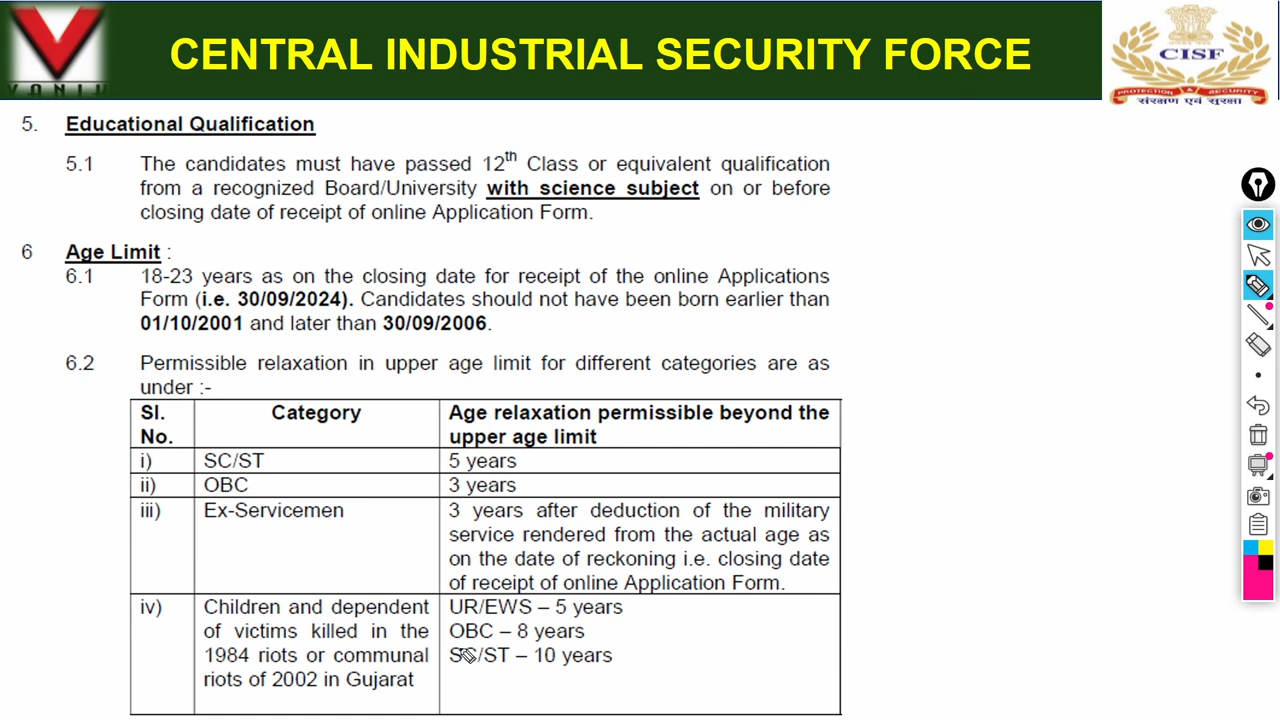 VANIJ
CENTRAL INDUSTRIAL SECURITY FORCE
CISF
PROTECTION & SECURITY
संरक्षण एवं सुरक्षा
5. Educational Qualification
5.1 The candidates must have passed 12th Class or equivalent qualification
from a recognized Board/University with science subject on or before
closing date of receipt of online Application Form.
6 Age Limit :
6.1 18-23 years as on the closing date for receipt of the online Applications
Form (i.e. 30/09/2024). Candidates should not have been born earlier than
01/10/2001 and later than 30/09/2006.
6.2 Permissible relaxation in upper age limit for different categories are as
under :-
Sl. No. Category Age relaxation permissible beyond the upper age limit
i) SC/ST 5 years
ii) OBC 3 years
iii) Ex-Servicemen 3 years after deduction of the military
service rendered from the actual age as
on the date of reckoning i.e. closing date
of receipt of online Application Form.
iv) Children and dependent UR/EWS – 5 years
of victims killed in the OBC – 8 years
1984 riots or communal SC/ST – 10 years
riots of 2002 in Gujarat